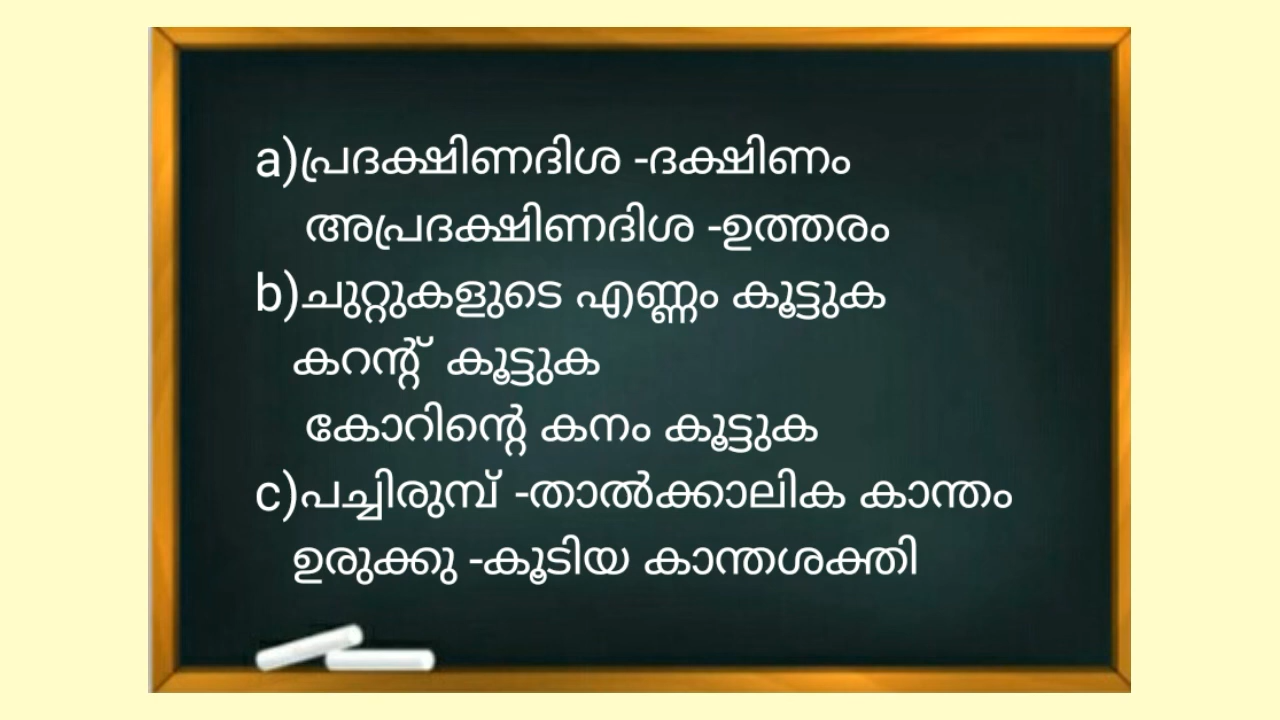 a)പ്രദക്ഷിണദിശ -ദക്ഷിണം
അപ്രദക്ഷിണദിശ -ഉത്തരം
b)ചുറ്റുകളുടെ എണ്ണം കൂട്ടുക
കറന്റ് കൂട്ടുക
കോറിന്റെ കനം കൂട്ടുക
c)പച്ചിരുമ്പ് -താൽക്കാലിക കാന്തം
ഉരുക്കു -കൂടിയ കാന്തശക്തി